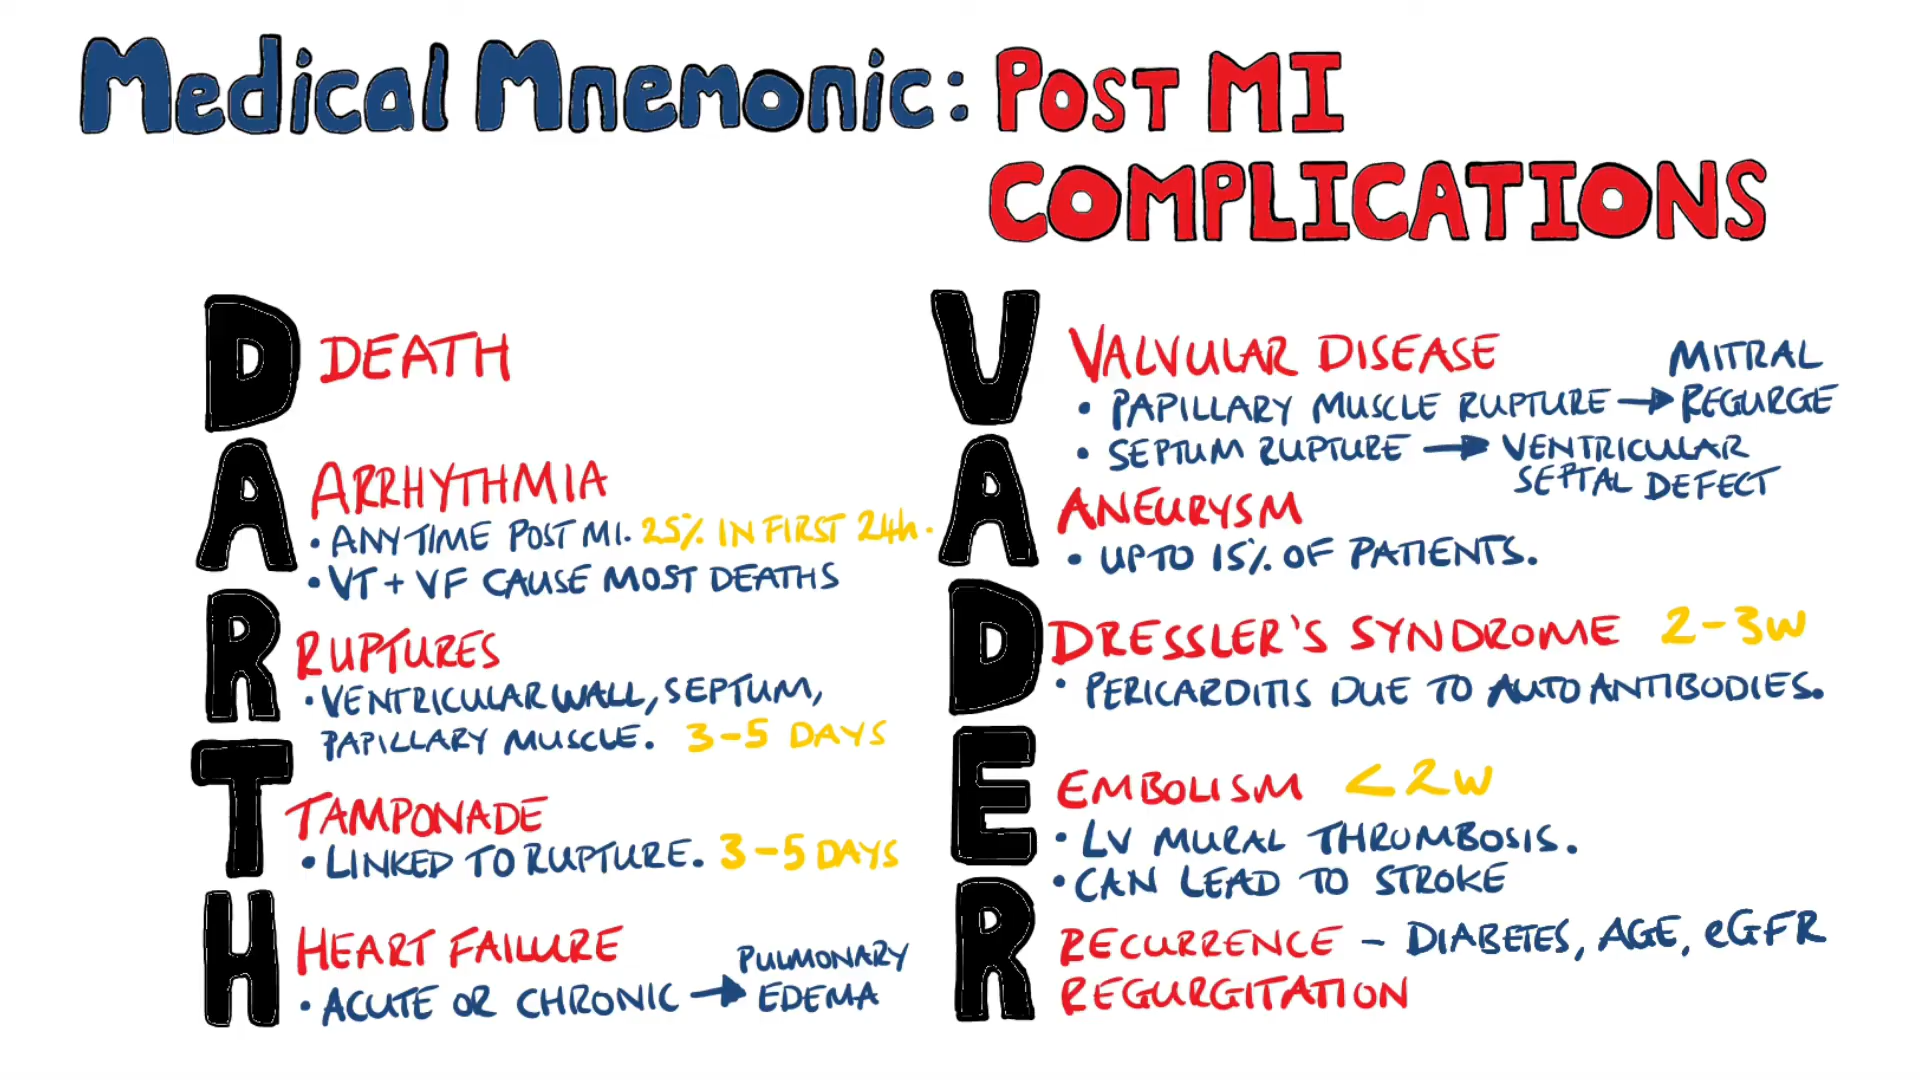 Medical Mnemonic: POST MI
COMPLICATIONS
D DEATH
A ARRHYTHMIA
• ANYTIME POST MI. 25% IN FIRST 24h.
• VT + VF CAUSE MOST DEATHS
R RUPTURES
• VENTRICULAR WALL, SEPTUM,
PAPILLARY MUSCLE. 3-5 DAYS
T TAMPONADE
• LINKED TO RUPTURE. 3-5 DAYS
H HEART FAILURE
• ACUTE OR CHRONIC → PULMONARY
EDEMA
V VALVULAR DISEASE
• PAPILLARY MUSCLE RUPTURE → MITRAL
REGURGE
• SEPTUM RUPTURE → VENTRICULAR
SEPTAL DEFECT
A ANEURYSM
• UP TO 15% OF PATIENTS.
D DRESSLER'S SYNDROME 2-3W
• PERICARDITIS DUE TO AUTO ANTIBODIES.
E EMBOLISM <2W
• LV MURAL THROMBOSIS.
• CAN LEAD TO STROKE
R RECURRENCE - DIABETES, AGE, eGFR
REGURGITATION